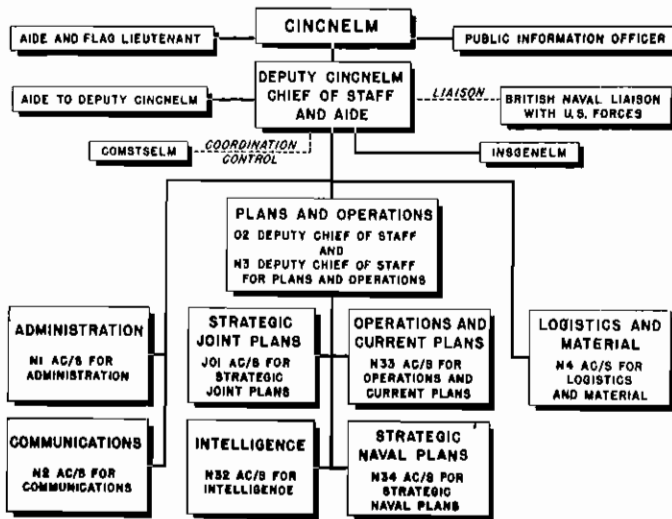 CINCNELM
AIDE AND FLAG LIEUTENANT
PUBLIC INFORMATION OFFICER
DEPUTY CINCNELM
CHIEF OF STAFF
AND AIDE
AIDE TO DEPUTY CINCNELM
LIAISON
BRITISH NAVAL LIAISON
WITH U.S. FORCES
COMSTSELM
COORDINATION
CONTROL
INSGENELM
PLANS AND OPERATIONS
02 DEPUTY CHIEF OF STAFF
AND
N3 DEPUTY CHIEF OF STAFF
FOR PLANS AND OPERATIONS
ADMINISTRATION
N1 AC/S FOR
ADMINISTRATION
STRATEGIC
JOINT PLANS
J01 AC/S FOR
STRATEGIC
JOINT PLANS
OPERATIONS AND
CURRENT PLANS
N33 AC/S FOR
OPERATIONS AND
CURRENT PLANS
LOGISTICS AND
MATERIAL
N4 AC/S FOR
LOGISTICS
AND MATERIAL
COMMUNICATIONS
N2 AC/S FOR
COMMUNICATIONS
INTELLIGENCE
N32 AC/S FOR
INTELLIGENCE
STRATEGIC
NAVAL PLANS
N34 AC/S FOR
STRATEGIC
NAVAL PLANS